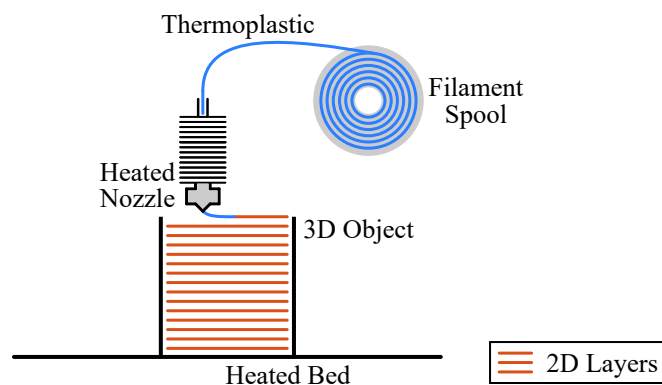 Thermoplastic
Filament
Spool
Heated
Nozzle
3D Object
Heated Bed
2D Layers